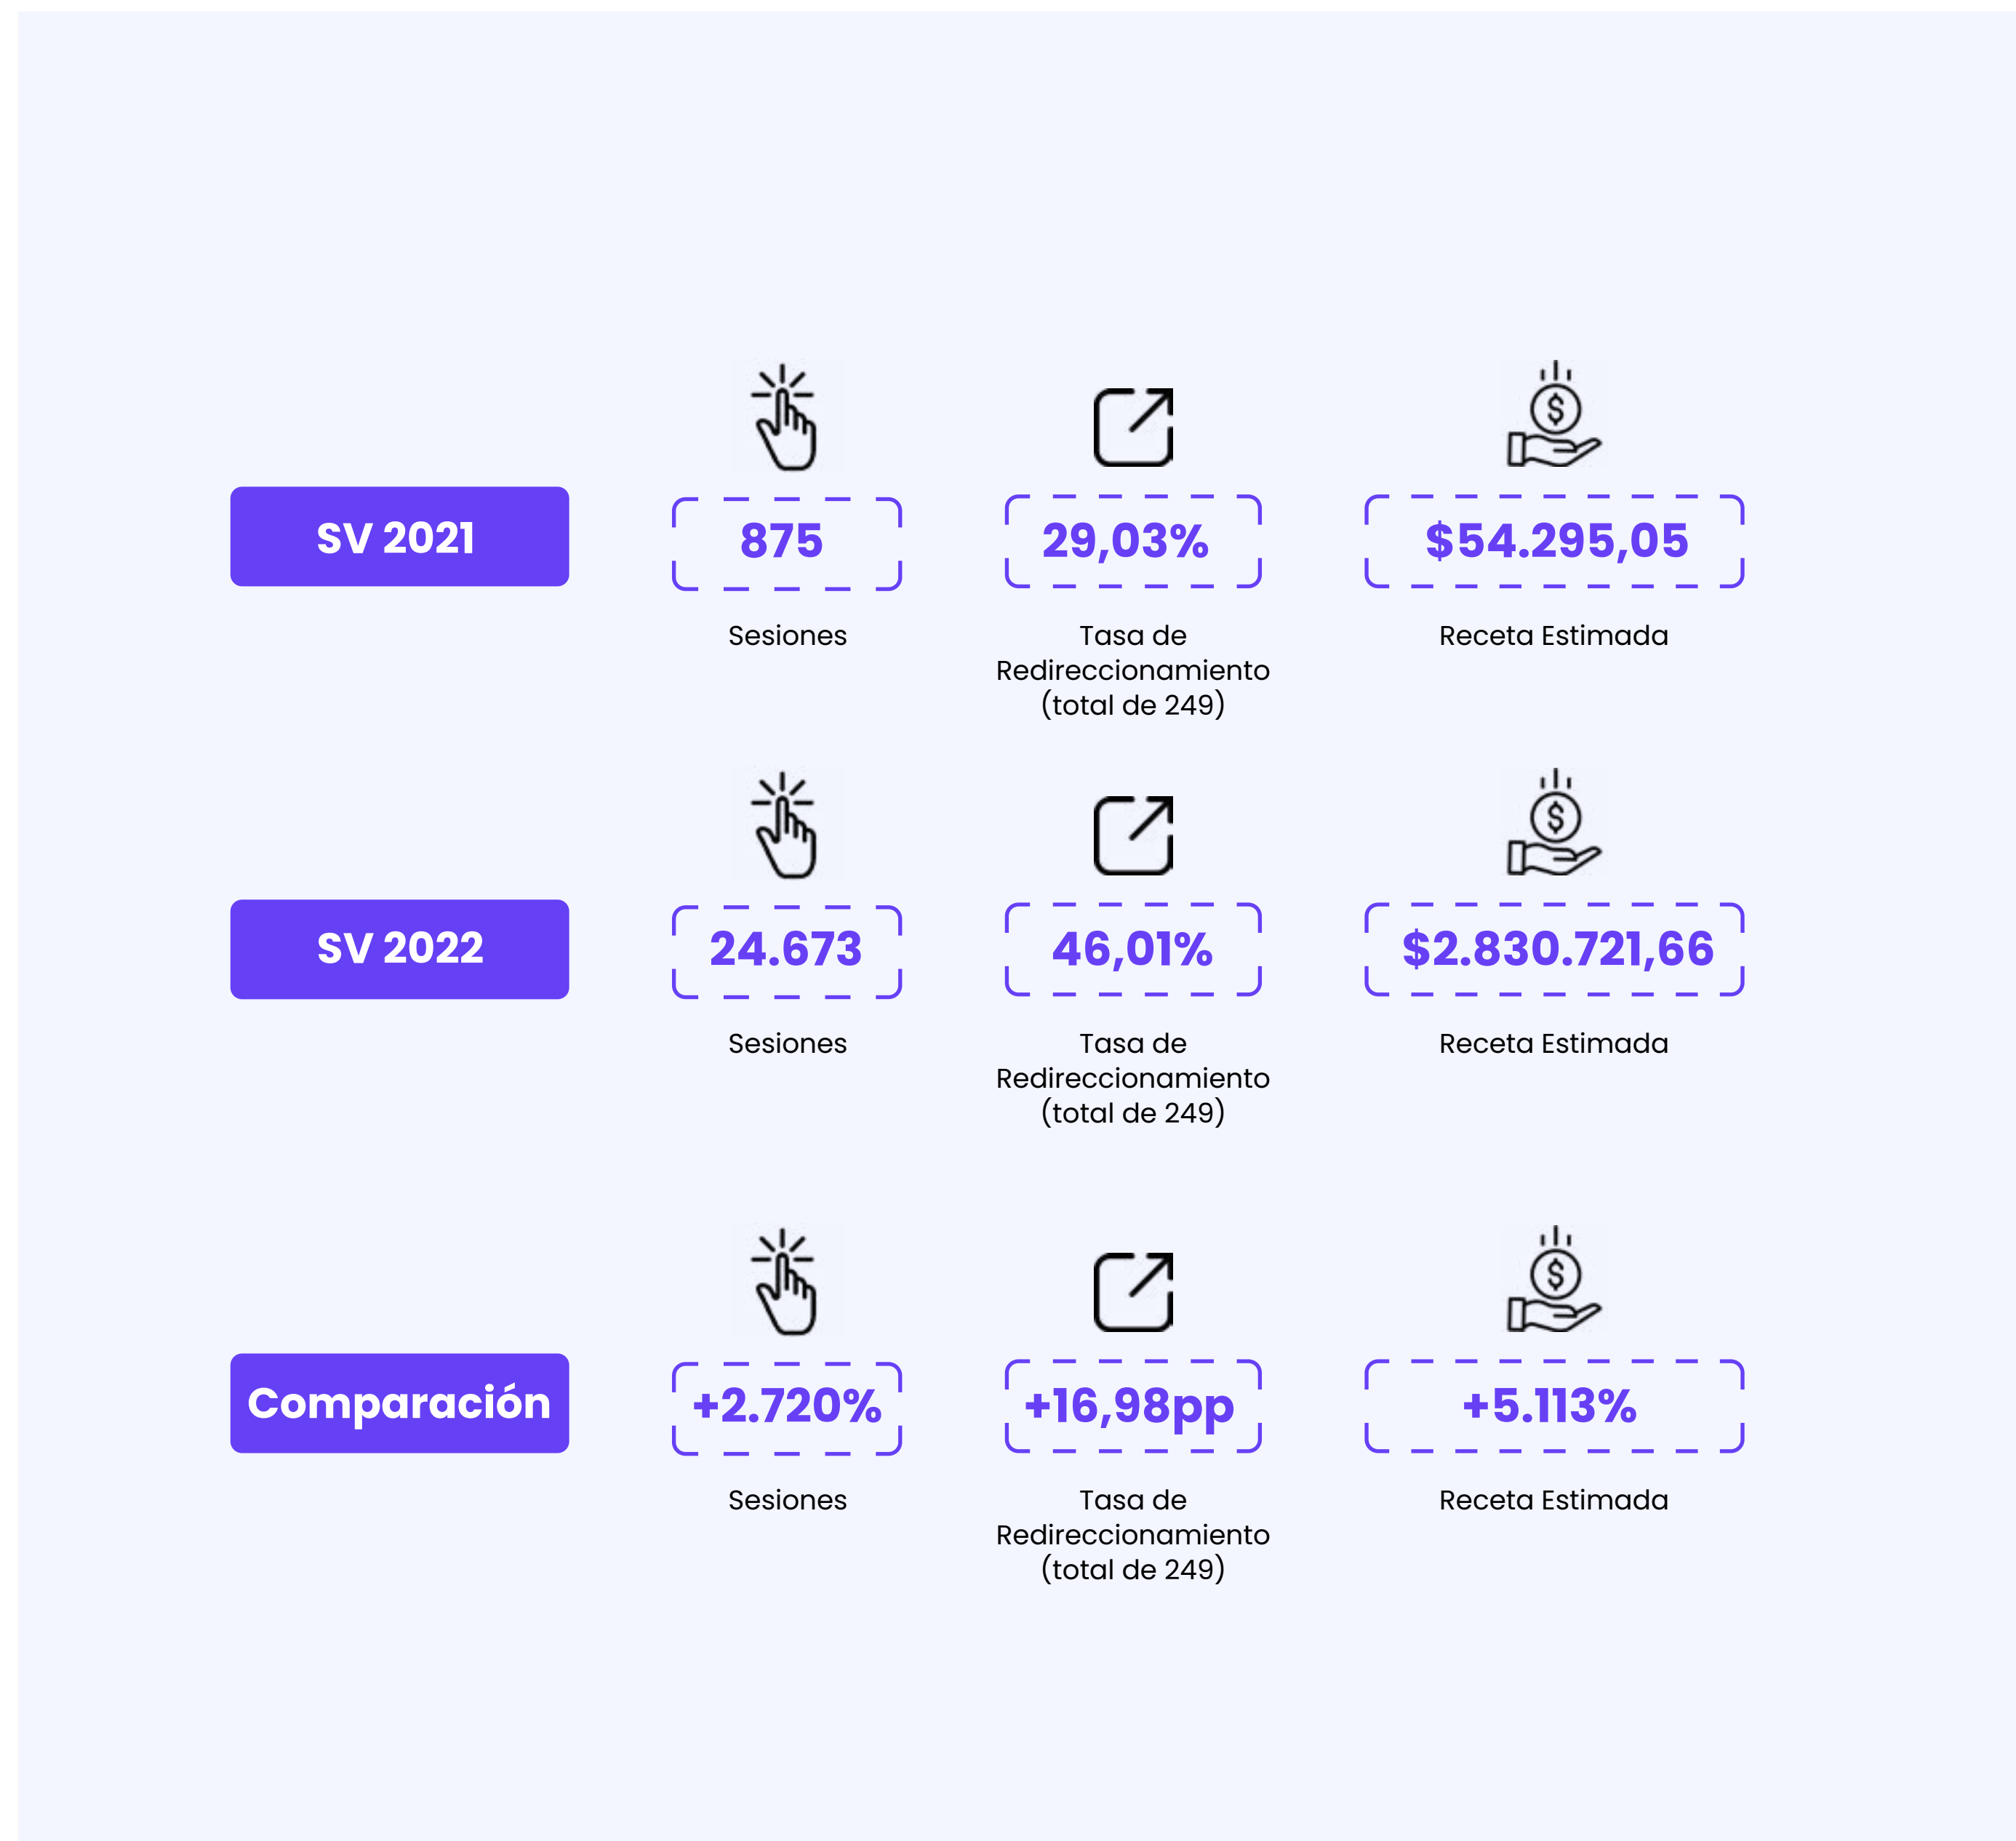 SV 2021
875
29,03%
$54.295,05
Sesiones
Tasa de
Redireccionamiento
(total de 249)
Receta Estimada
SV 2022
24.673
46,01%
$2.830.721,66
Sesiones
Tasa de
Redireccionamiento
(total de 249)
Receta Estimada
Comparación
+2.720%
+16,98pp
+5.113%
Sesiones
Tasa de
Redireccionamiento
(total de 249)
Receta Estimada